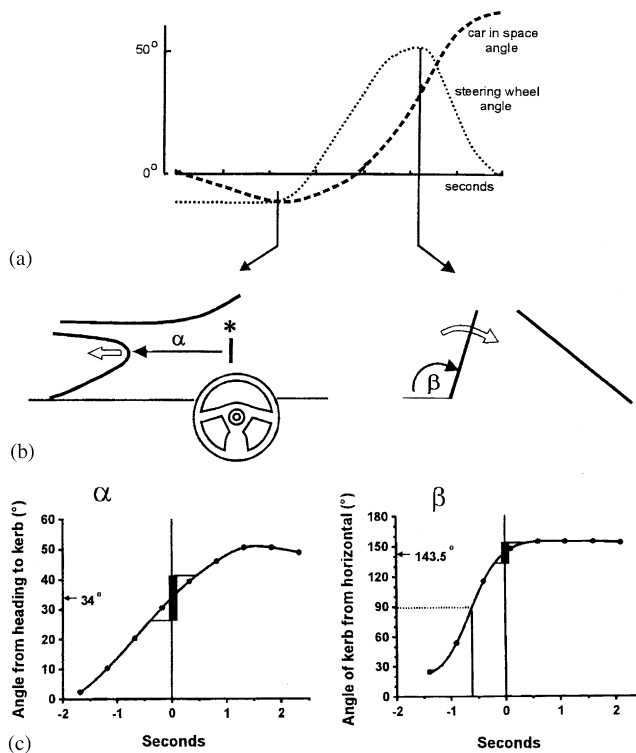 50°
car in space
angle
steering wheel
angle
0°
seconds
(a)
α
*
β
(b)
α
β
Angle from heading to kerb (°)
60
50
40
30
20
10
0
34°
-2
-1
0
1
2
Seconds
Angle of kerb from horizontal (°)
180
150
120
90
60
30
0
143.5°
-2
-1
0
1
2
Seconds
(c)